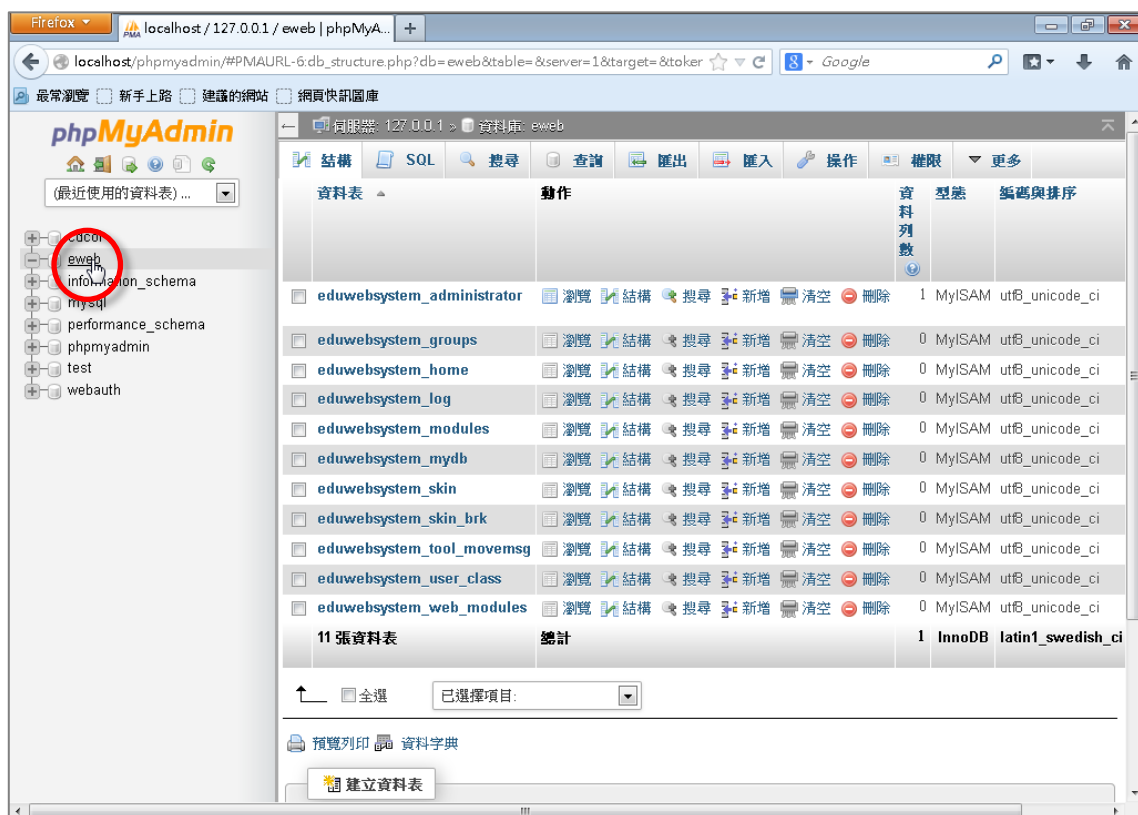 Firefox
localhost / 127.0.0.1 / eweb | phpMyA...
localhost/phpmyadmin/#PMAURL-6:db_structure.php?db=eweb&table=&server=1&target=&token
Google
最常瀏覽 新手上路 建議的網站 網頁快訊圖庫
phpMyAdmin
(最近使用的資料表) ...
cdcol
eweb
information_schema
mysql
performance_schema
phpmyadmin
test
webauth
伺服器: 127.0.0.1 » 資料庫: eweb
結構 SQL 搜尋 查詢 匯出 匯入 操作 權限 更多
資料表 動作 資料列數 型態 編碼與排序
eduwebsystem_administrator 瀏覽 結構 搜尋 新增 清空 刪除 1 MyISAM utf8_unicode_ci
eduwebsystem_groups 瀏覽 結構 搜尋 新增 清空 刪除 0 MyISAM utf8_unicode_ci
eduwebsystem_home 瀏覽 結構 搜尋 新增 清空 刪除 0 MyISAM utf8_unicode_ci
eduwebsystem_log 瀏覽 結構 搜尋 新增 清空 刪除 0 MyISAM utf8_unicode_ci
eduwebsystem_modules 瀏覽 結構 搜尋 新增 清空 刪除 0 MyISAM utf8_unicode_ci
eduwebsystem_mydb 瀏覽 結構 搜尋 新增 清空 刪除 0 MyISAM utf8_unicode_ci
eduwebsystem_skin 瀏覽 結構 搜尋 新增 清空 刪除 0 MyISAM utf8_unicode_ci
eduwebsystem_skin_brk 瀏覽 結構 搜尋 新增 清空 刪除 0 MyISAM utf8_unicode_ci
eduwebsystem_tool_movemsg 瀏覽 結構 搜尋 新增 清空 刪除 0 MyISAM utf8_unicode_ci
eduwebsystem_user_class 瀏覽 結構 搜尋 新增 清空 刪除 0 MyISAM utf8_unicode_ci
eduwebsystem_web_modules 瀏覽 結構 搜尋 新增 清空 刪除 0 MyISAM utf8_unicode_ci
11 張資料表 總計 1 InnoDB latin1_swedish_ci
全選 已選擇項目:
預覽列印 資料字典
建立資料表